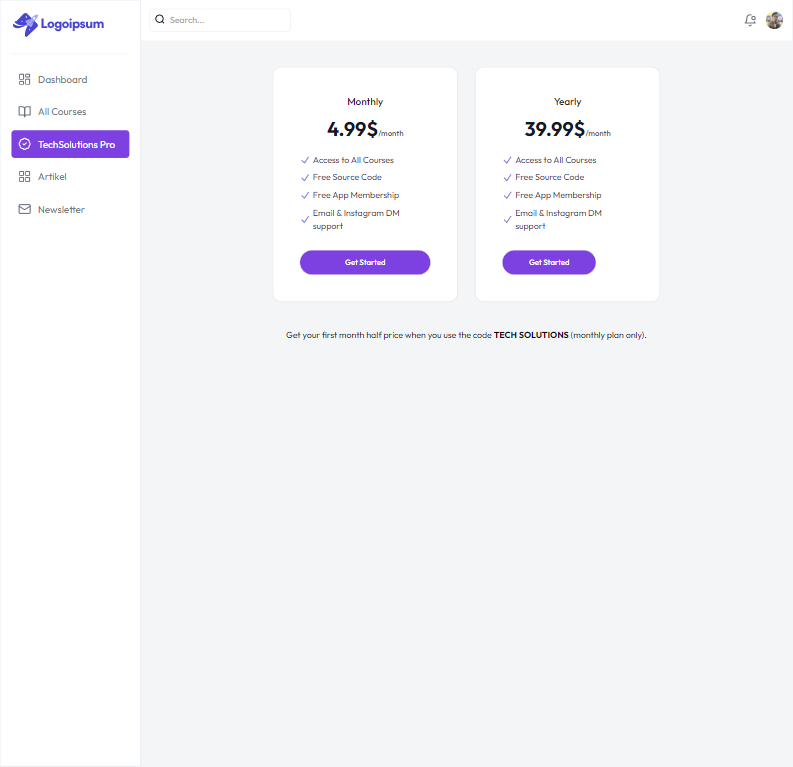 Logoipsum
Search...
Dashboard
All Courses
TechSolutions Pro
Artikel
Newsletter
Monthly
4.99$/month
Access to All Courses
Free Source Code
Free App Membership
Email & Instagram DM
support
Get Started
Yearly
39.99$/month
Access to All Courses
Free Source Code
Free App Membership
Email & Instagram DM
support
Get Started
Get your first month half price when you use the code TECH SOLUTIONS (monthly plan only).